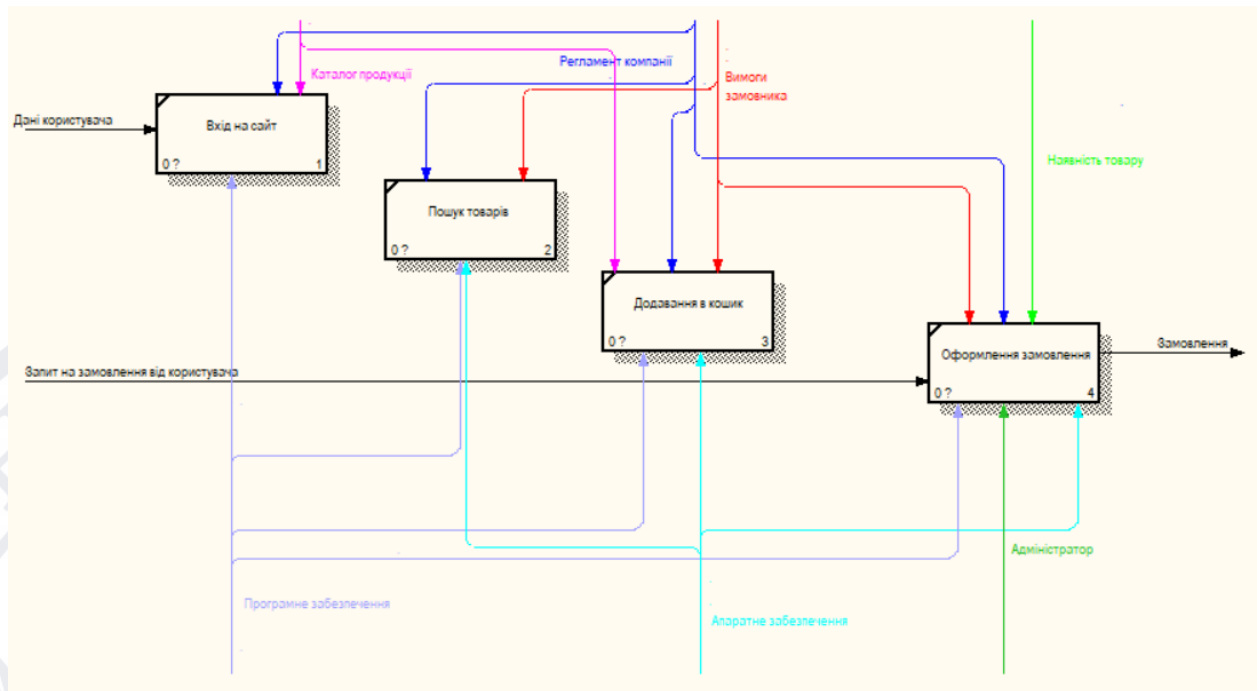 Каталог продукції
Регламент компанії
Вимоги
замовника
Дані користувача
Вхід на сайт
0 ?
1
Наявність товару
Пошук товарів
0 ?
2
Додавання в кошик
0 ?
3
Запит на замовлення від користувача
Оформлення замовлення
0 ?
4
Замовлення
Адміністратор
Програмне забезпечення
Апаратне забезпечення